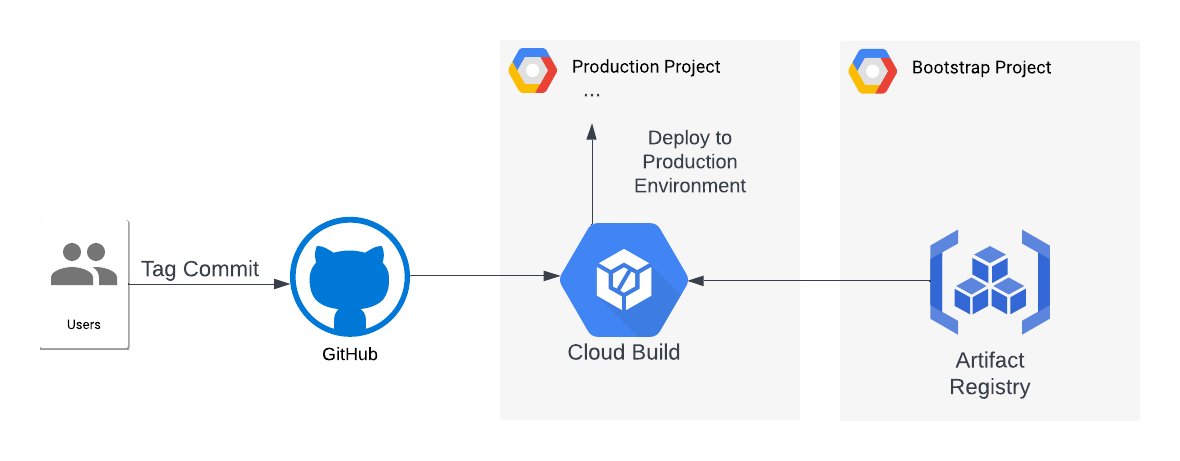 Production Project
...
Bootstrap Project
Deploy to
Production
Environment
Tag Commit
Users
GitHub
Cloud Build
Artifact
Registry